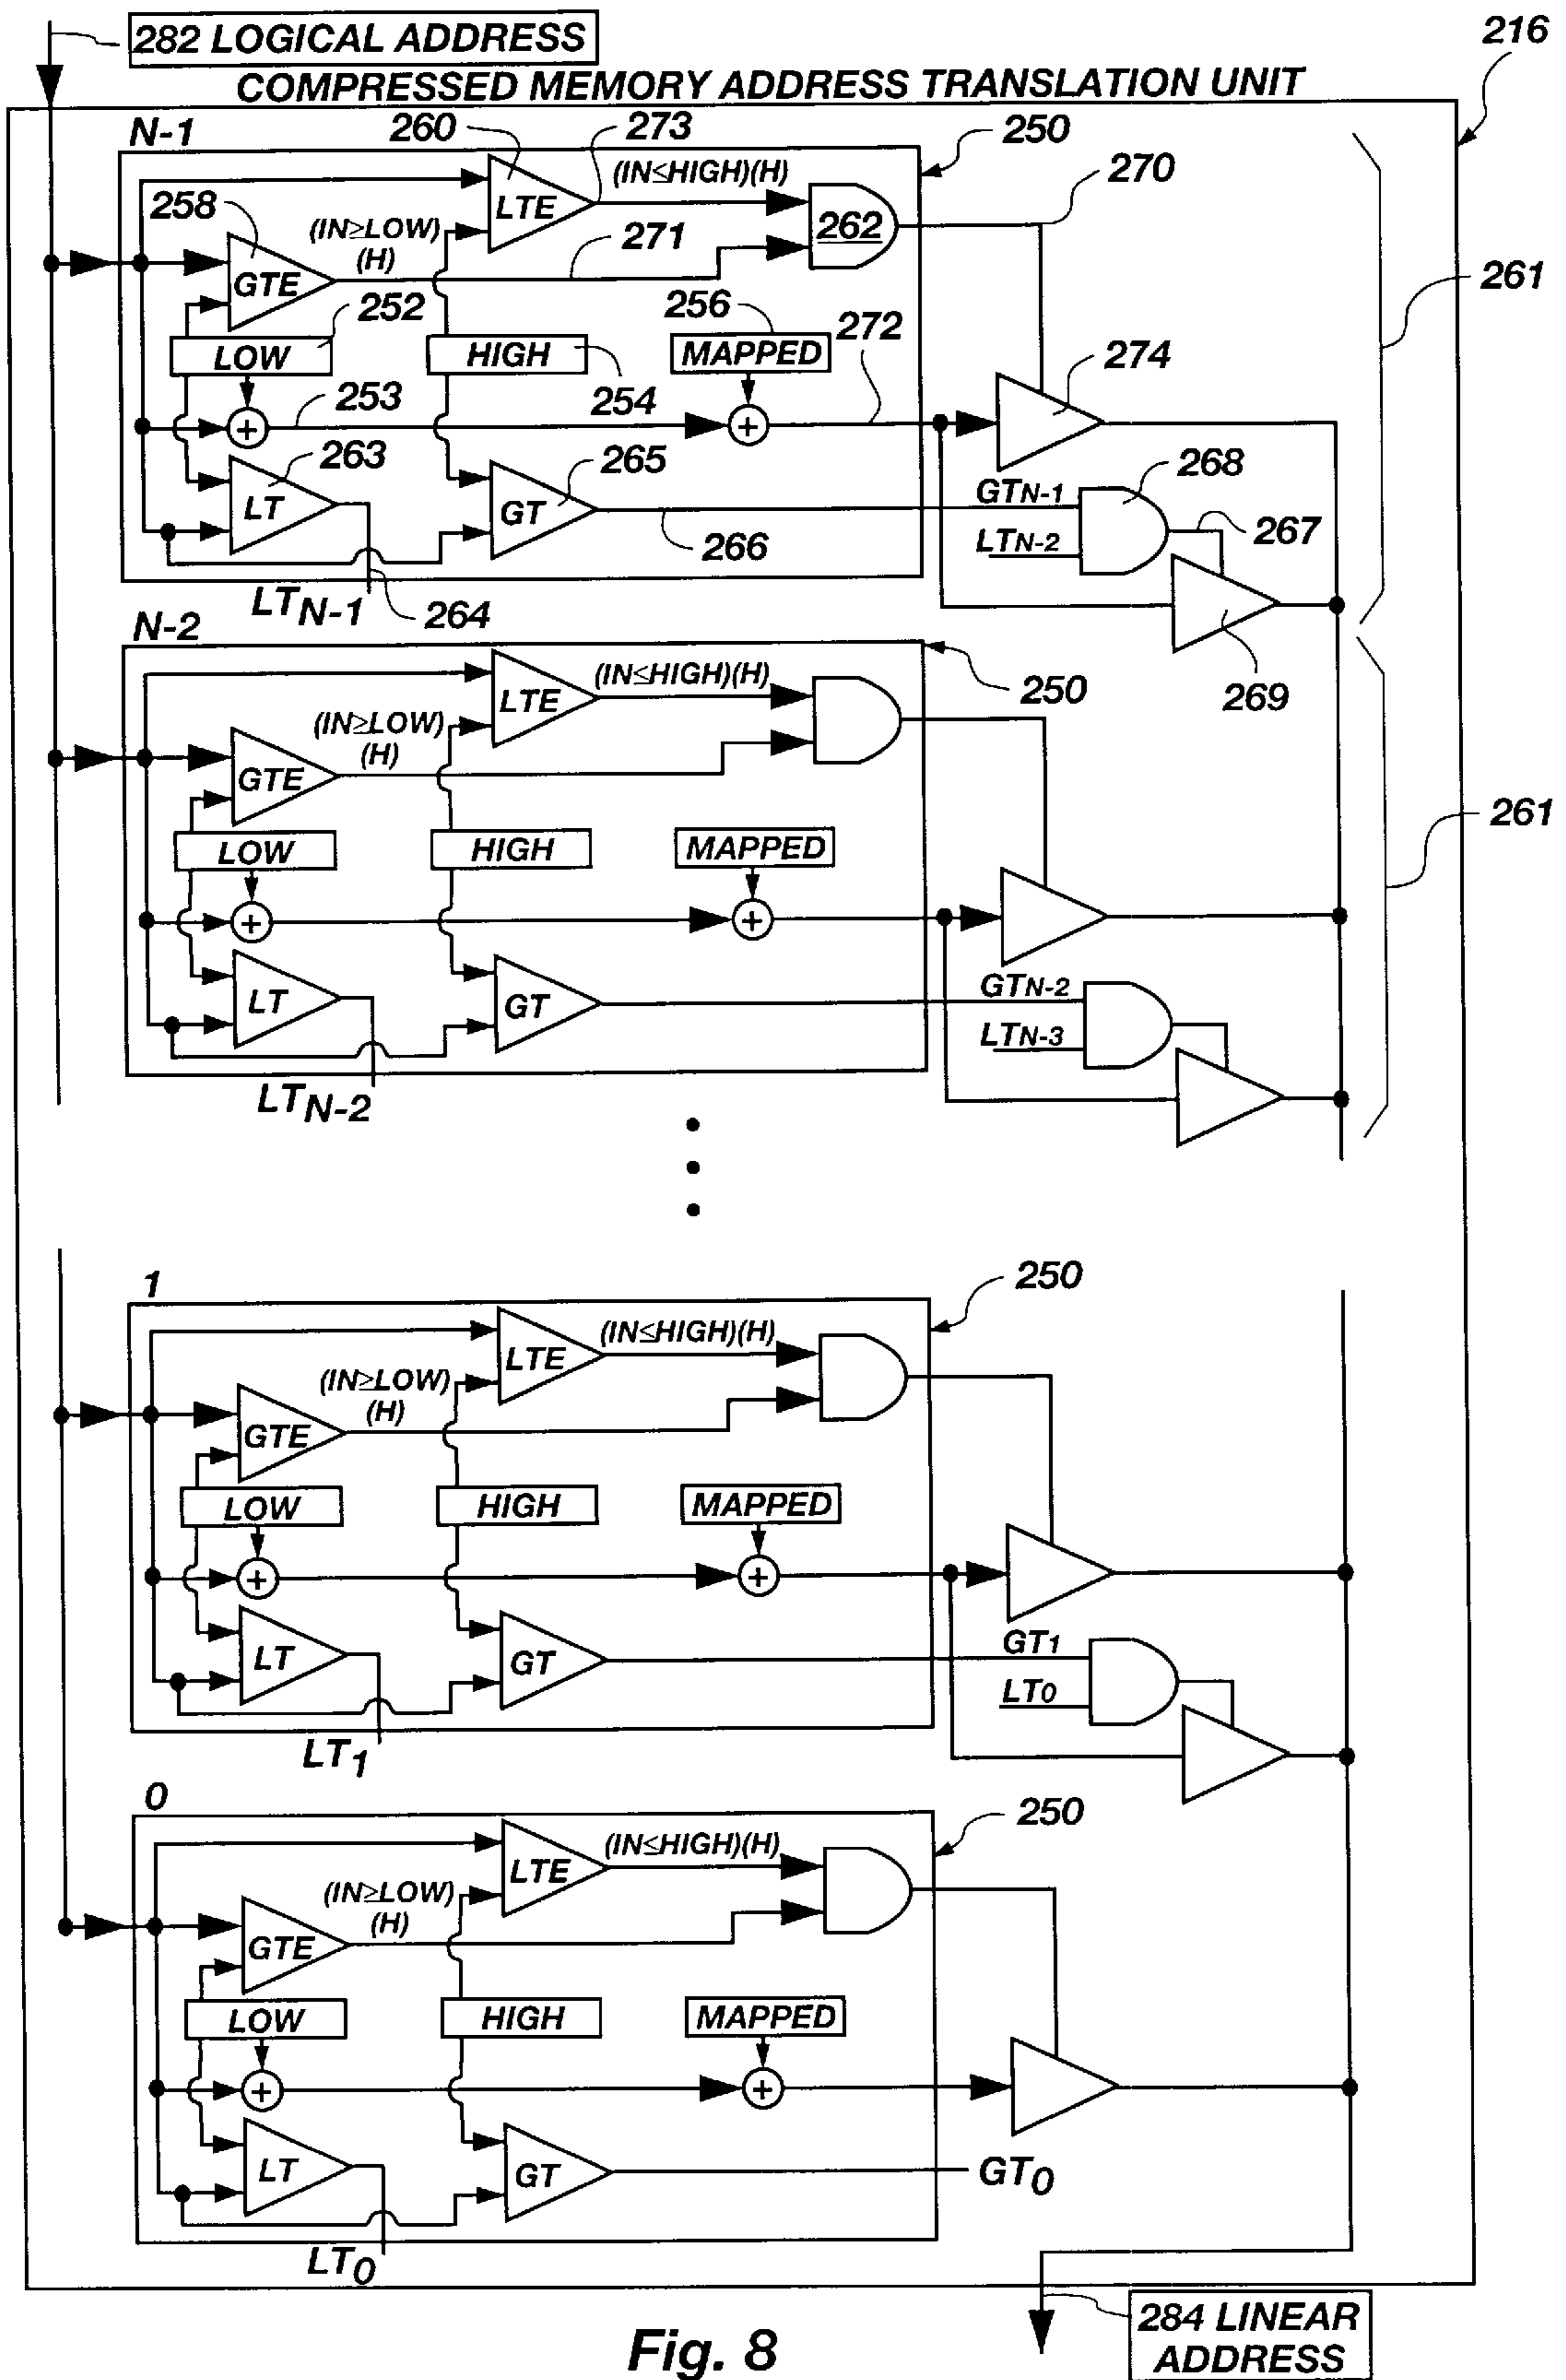 282 LOGICAL ADDRESS
216
COMPRESSED MEMORY ADDRESS TRANSLATION UNIT
N-1
260
273
250
(IN≤HIGH)(H)
270
258
LTE
262
(IN≥LOW)
(H)
271
261
GTE
252
256
272
LOW
HIGH
MAPPED
274
253
254
+
+
263
265
268
LT
GT
GTN-1
267
LTN-2
266
LTN-1
264
N-2
269
(IN≤HIGH)(H)
250
LTE
(IN≥LOW)
(H)
GTE
261
LOW
HIGH
MAPPED
+
+
LT
GT
GTN-2
LTN-3
LTN-2
1
250
(IN≤HIGH)(H)
LTE
(IN≥LOW)
(H)
GTE
LOW
HIGH
MAPPED
+
+
LT
GT
GT1
LT0
LT1
0
250
(IN≤HIGH)(H)
LTE
(IN≥LOW)
(H)
GTE
LOW
HIGH
MAPPED
+
+
LT
GT
GT0
LT0
284 LINEAR
ADDRESS
Fig. 8